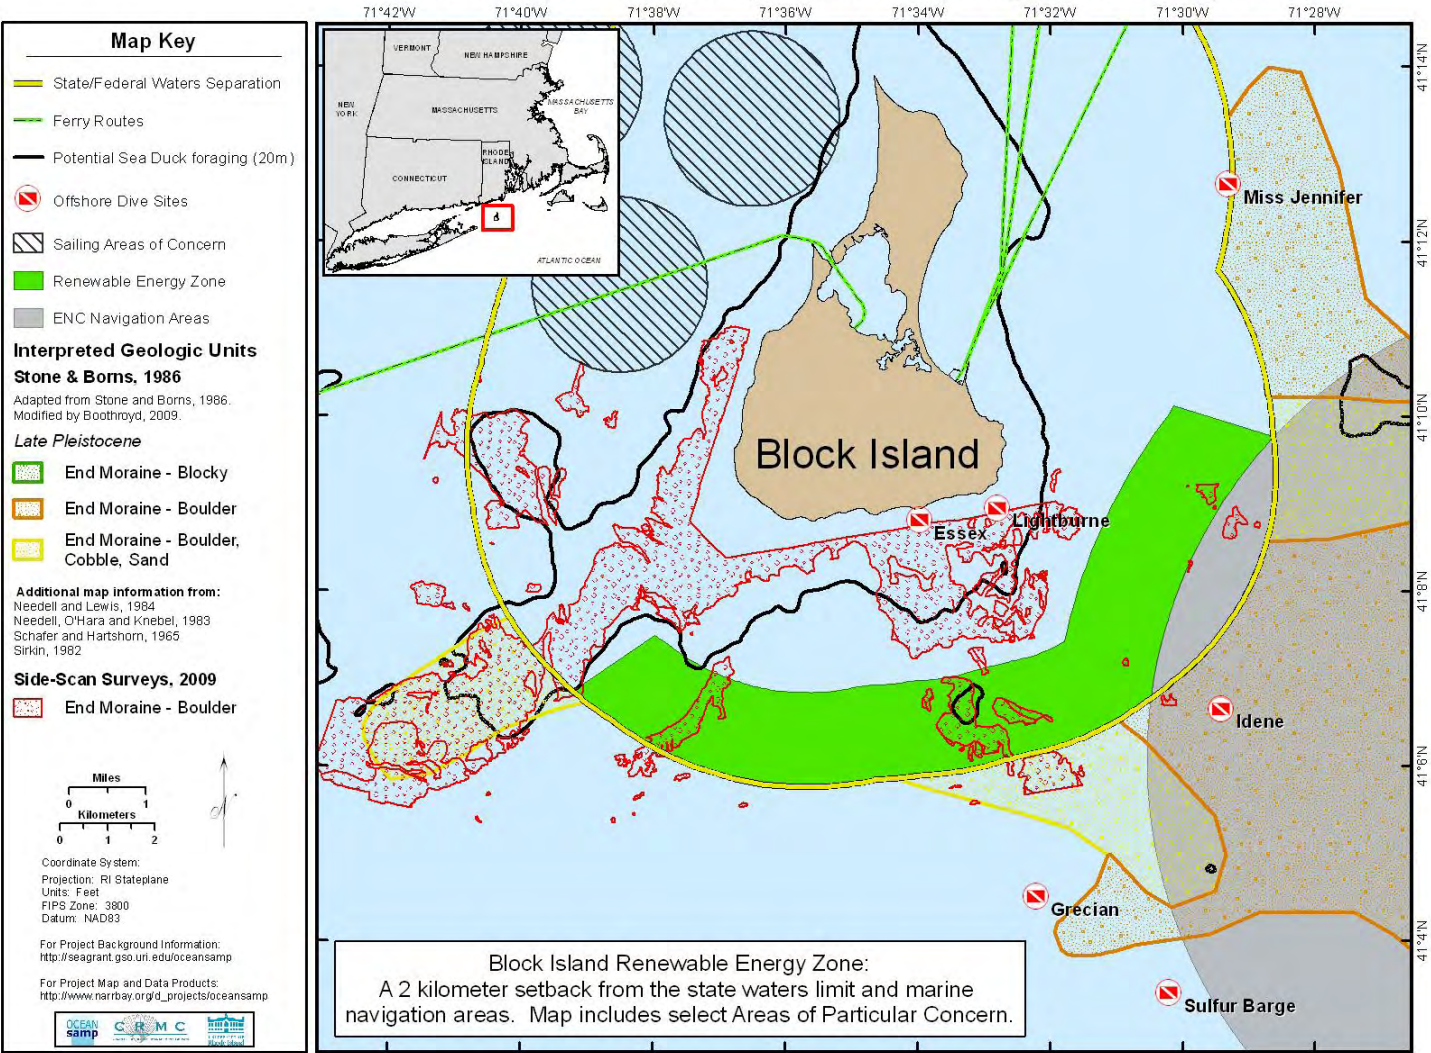 Map Key
State/Federal Waters Separation
Ferry Routes
Potential Sea Duck foraging (20m)
Offshore Dive Sites
Sailing Areas of Concern
Renewable Energy Zone
ENC Navigation Areas
Interpreted Geologic Units
Stone & Borns, 1986
Adapted from Stone and Borns, 1986.
Modified by Boothroyd, 2009.
Late Pleistocene
End Moraine - Blocky
End Moraine - Boulder
End Moraine - Boulder,
Cobble, Sand
Additional map information from:
Needell and Lewis, 1984
Needell, O'Hara and Knebel, 1983
Schafer and Hartshorn, 1965
Sirkin, 1982
Side-Scan Surveys, 2009
End Moraine - Boulder
Miles
0 1
Kilometers
0 1 2
Coordinate System:
Projection: RI Stateplane
Units: Feet
FIPS Zone: 3800
Datum: NAD83
For Project Background Information:
http://seagrant.gso.uri.edu/oceansamp
For Project Map and Data Products:
http://www.narrbay.org/d_projects/oceansamp
OCEAN
samp
C R M C
71°42'W 71°40'W 71°38'W 71°36'W 71°34'W 71°32'W 71°30'W 71°28'W
VERMONT
NEW HAMPSHIRE
NEW
YORK
MASSACHUSETTS
MASSACHUSETTS
BAY
RHODE
ISLAND
CONNECTICUT
ATLANTIC OCEAN
41°14'N
Miss Jennifer
41°12'N
41°10'N
Block Island
Lightburne
Essex
41°8'N
Idene
41°6'N
Grecian
41°4'N
Sulfur Barge
Block Island Renewable Energy Zone:
A 2 kilometer setback from the state waters limit and marine
navigation areas. Map includes select Areas of Particular Concern.